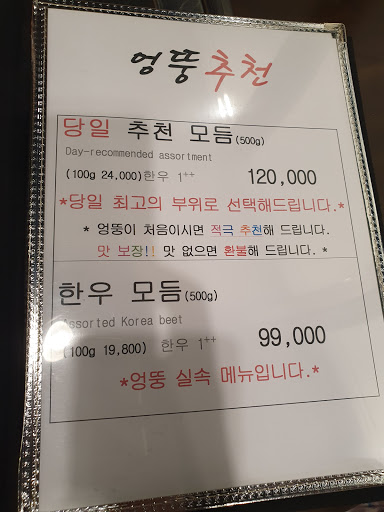 엉뚱추천
당일 추천 모듬(500g)
Day-recommended assortment
(100g 24,000)한우 1++ 120,000
*당일 최고의 부위로 선택해드립니다.*
* 엉뚱이 처음이시면 적극 추천해 드립니다.
맛 보장!! 맛 없으면 환불해 드립니다. *
한우 모듬(500g)
Assorted Korea beet
(100g 19,800) 한우 1++ 99,000
*엉뚱 실속 메뉴입니다.*